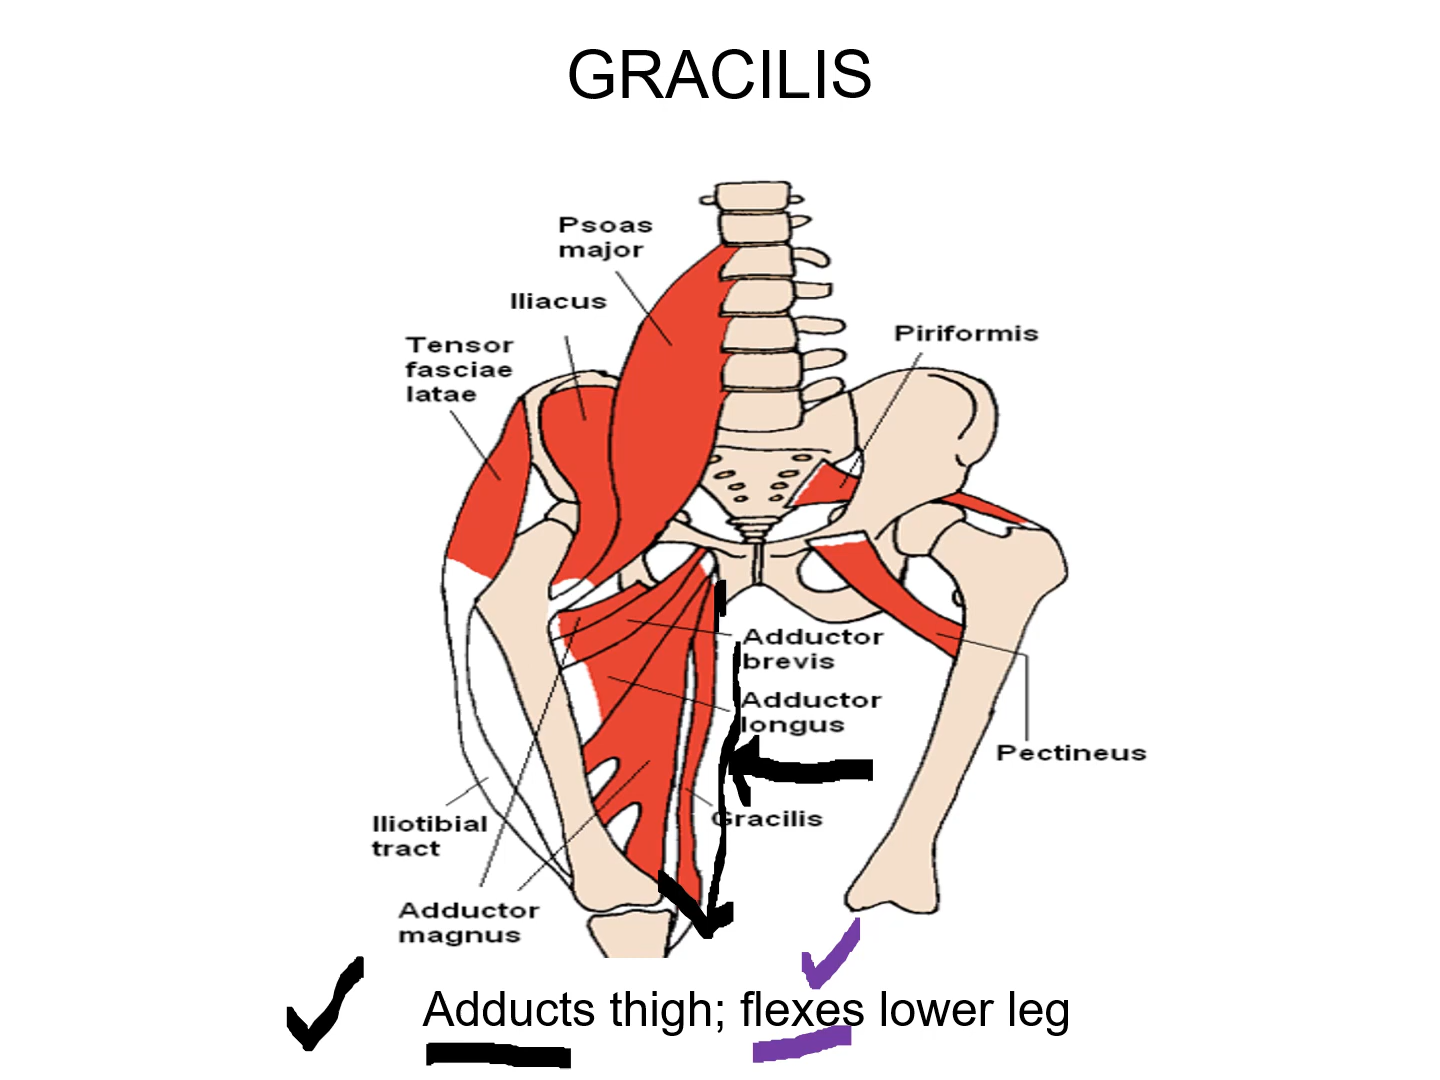 GRACILIS
Psoas
major
Iliacus
Tensor
fasciae
latae
Piriformis
Adductor
brevis
Adductor
longus
Pectineus
Gracilis
Iliotibial
tract
Adductor
magnus
Adducts thigh; flexes lower leg